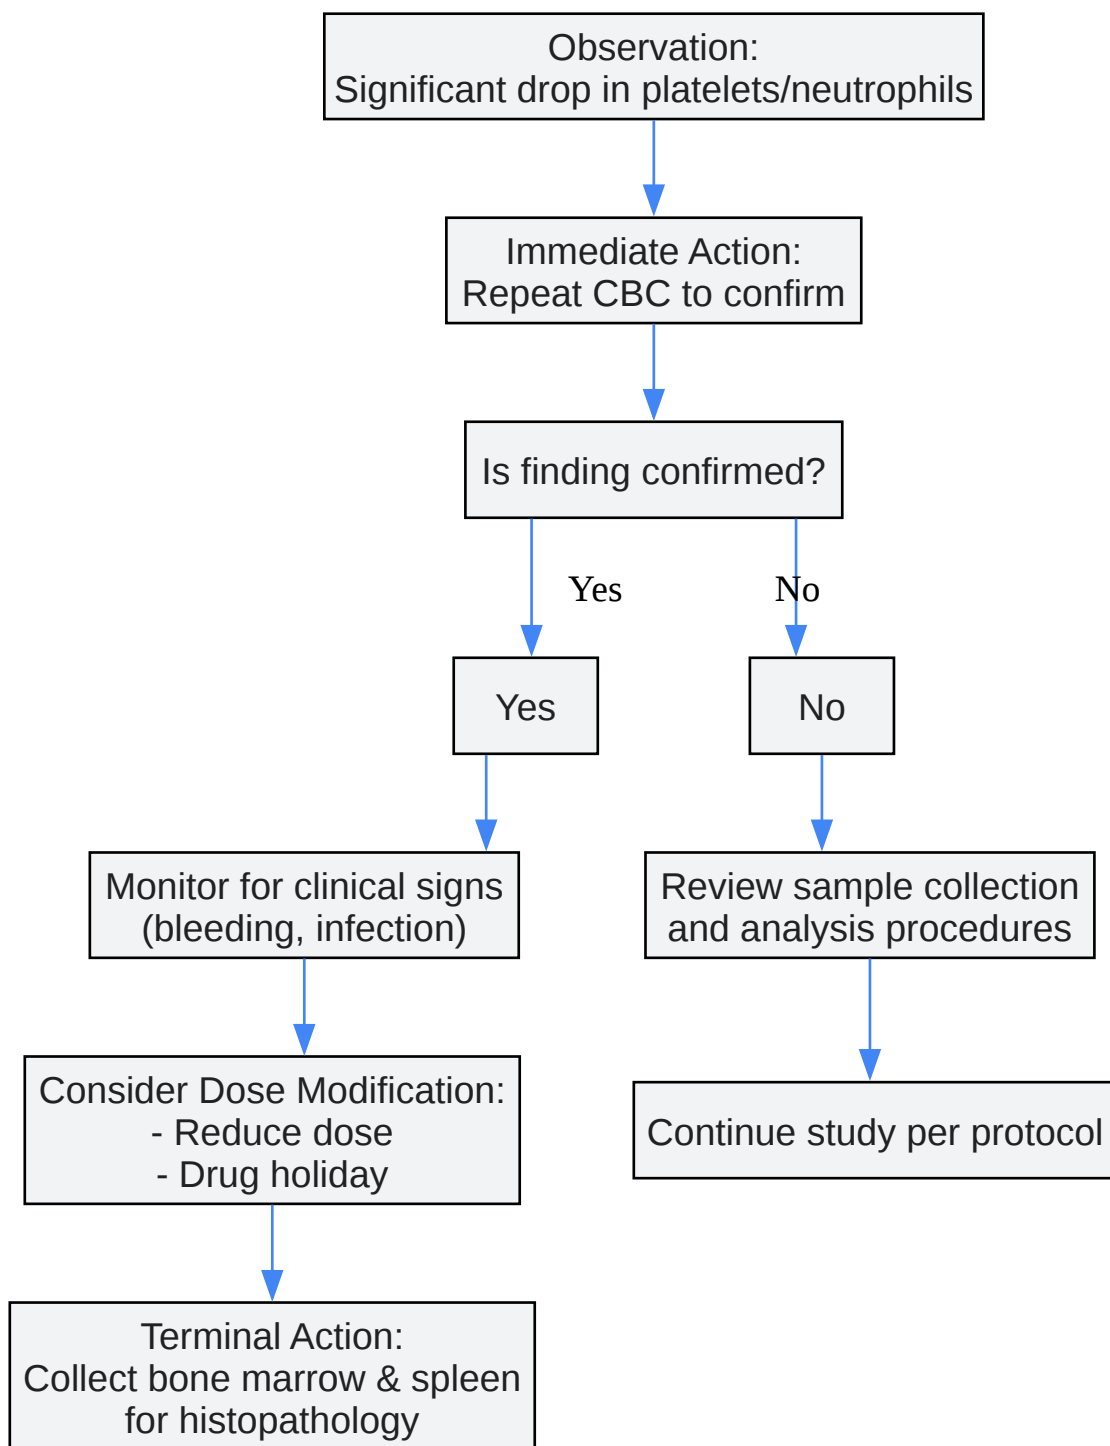 Observation:
Significant drop in platelets/neutrophils
Immediate Action:
Repeat CBC to confirm
Is finding confirmed?
Yes
No
Yes
No
Monitor for clinical signs
(bleeding, infection)
Review sample collection
and analysis procedures
Consider Dose Modification:
- Reduce dose
- Drug holiday
Continue study per protocol
Terminal Action:
Collect bone marrow & spleen
for histopathology